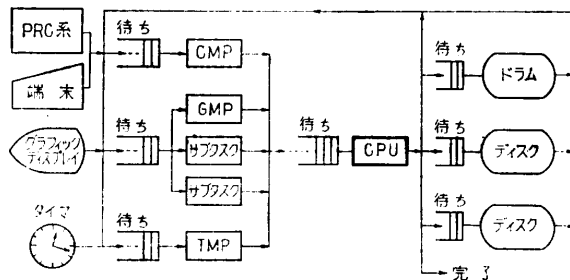 PRC系
端末
グラフィック
ディスプレイ
タイマ
待ち
CMP
待ち
GMP
サブタスク
サブタスク
待ち
TMP
待ち
CPU
待ち
ドラム
待ち
ディスク
待ち
ディスク
完了